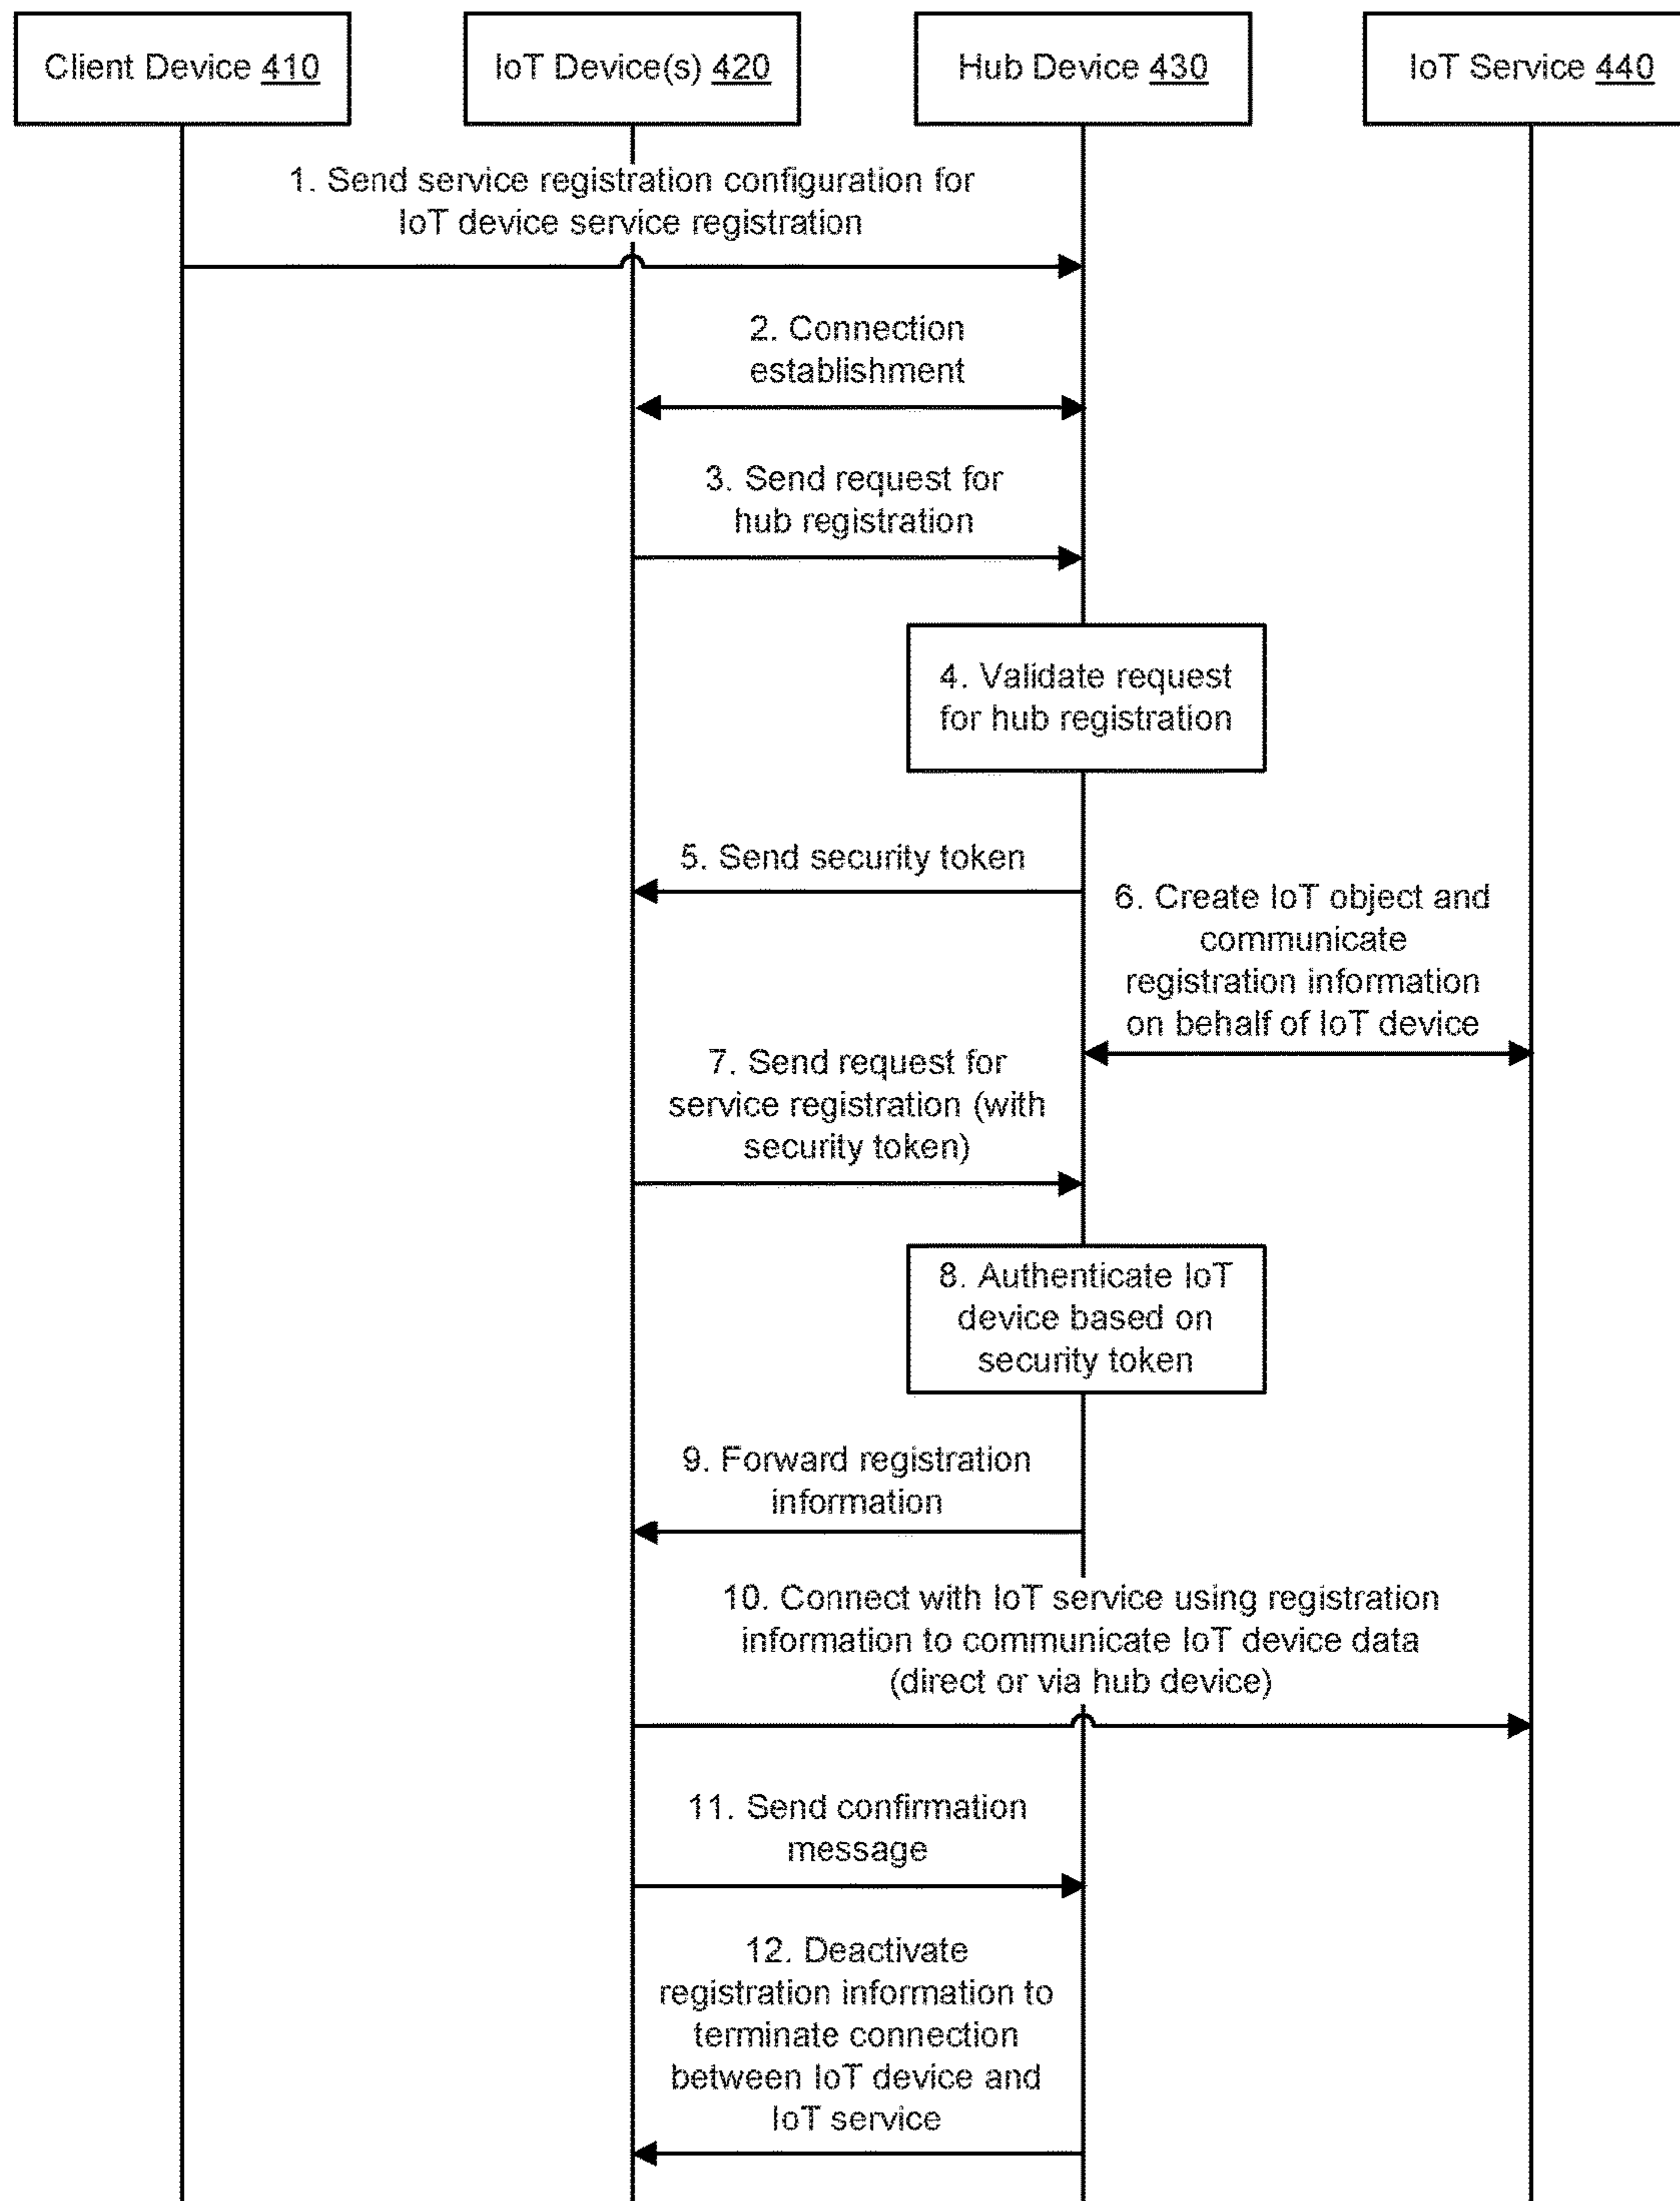 Client Device 410
IoT Device(s) 420
Hub Device 430
IoT Service 440
1. Send service registration configuration for
IoT device service registration
2. Connection
establishment
3. Send request for
hub registration
4. Validate request
for hub registration
5. Send security token
6. Create IoT object and
communicate
registration information
on behalf of IoT device
7. Send request for
service registration (with
security token)
8. Authenticate IoT
device based on
security token
9. Forward registration
information
10. Connect with IoT service using registration
information to communicate IoT device data
(direct or via hub device)
11. Send confirmation
message
12. Deactivate
registration information to
terminate connection
between IoT device and
IoT service